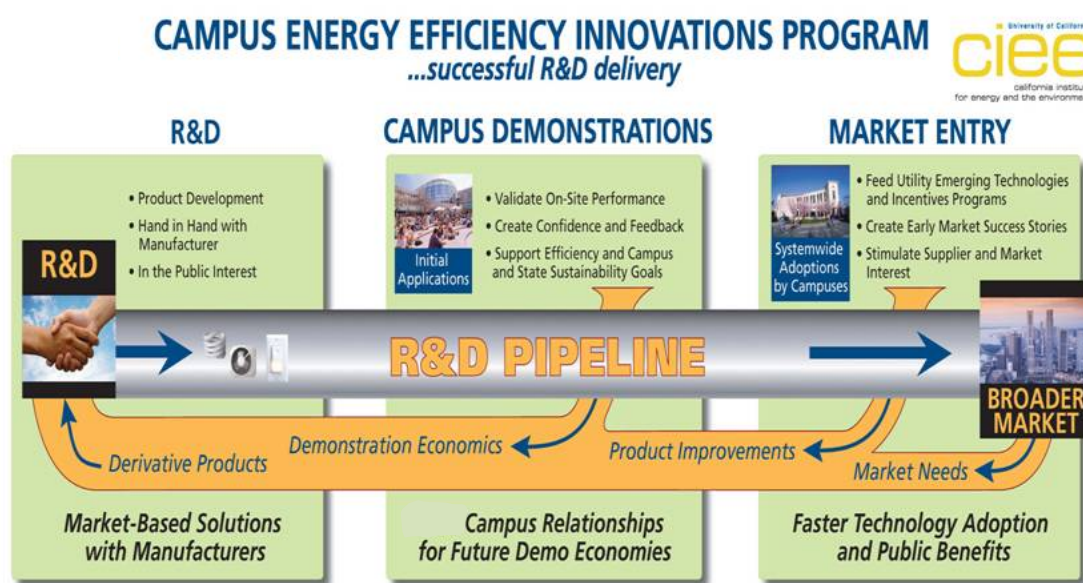 CAMPUS ENERGY EFFICIENCY INNOVATIONS PROGRAM
...successful R&D delivery
University of Californi
ciee
california institu
for energy and the environme
R&D
• Product Development
• Hand in Hand with
Manufacturer
• In the Public Interest
CAMPUS DEMONSTRATIONS
Initial
Applications
• Validate On-Site Performance
• Create Confidence and Feedback
• Support Efficiency and Campus
and State Sustainability Goals
MARKET ENTRY
Systemwide
Adoptions
by Campuses
• Feed Utility Emerging Technologies
and Incentives Programs
• Create Early Market Success Stories
• Stimulate Supplier and Market
Interest
R&D
R&D PIPELINE
BROADER
MARKET
Derivative Products
Demonstration Economics
Product Improvements
Market Needs
Market-Based Solutions
with Manufacturers
Campus Relationships
for Future Demo Economies
Faster Technology Adoption
and Public Benefits